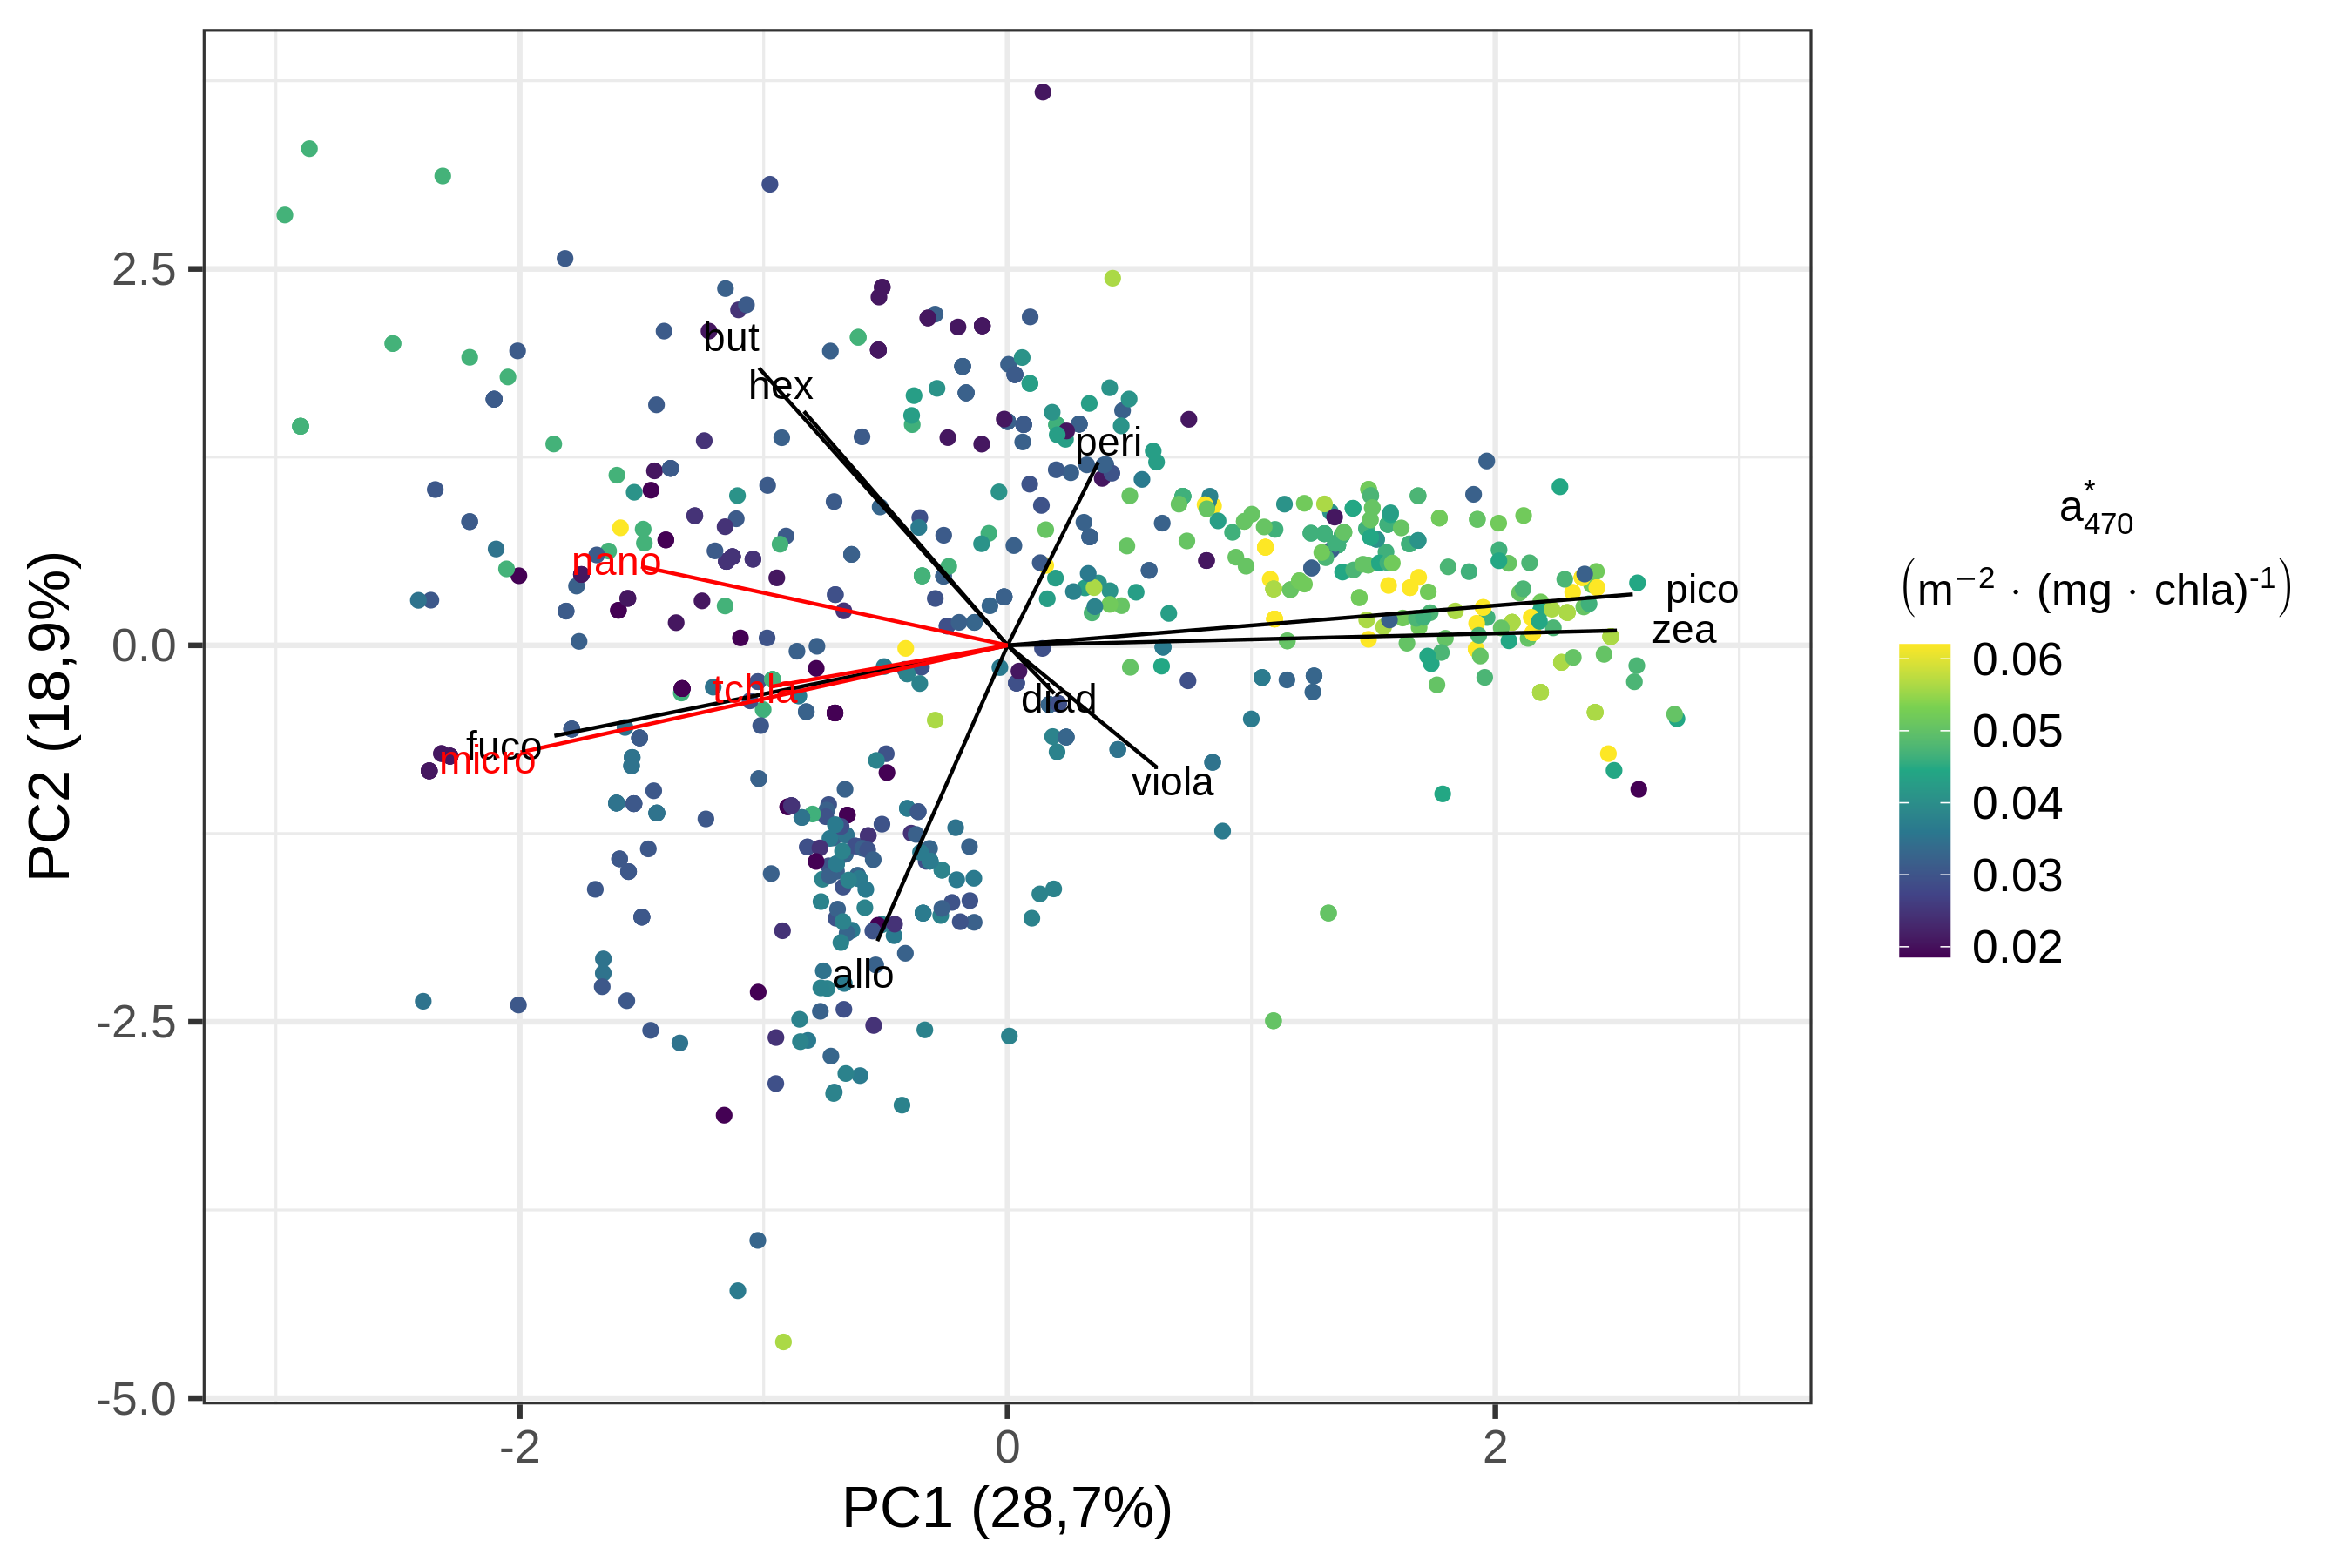 but
hex
peri
nano
pico
zea
tchla
diad
fuco
micro
viola
allo
2.5
0.0
-2.5
-5.0
-2
0
2
PC1 (28,7%)
PC2 (18,9%)
a*470
(m−2 · (mg · chla)-1)
0.06
0.05
0.04
0.03
0.02